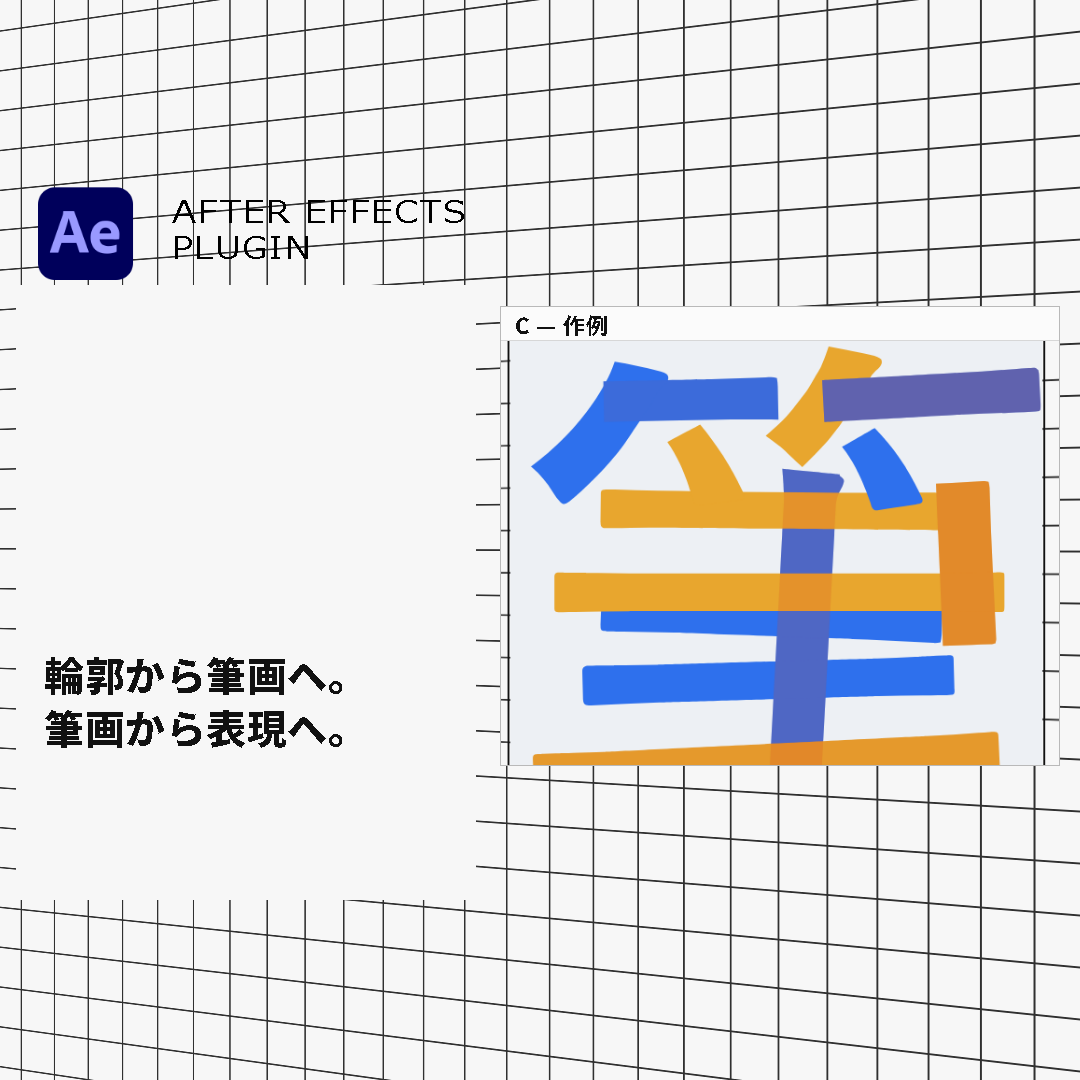 Ae
AFTER EFFECTS
PLUGIN
C — 作例
筆
輪郭から筆画へ。
筆画から表現へ。